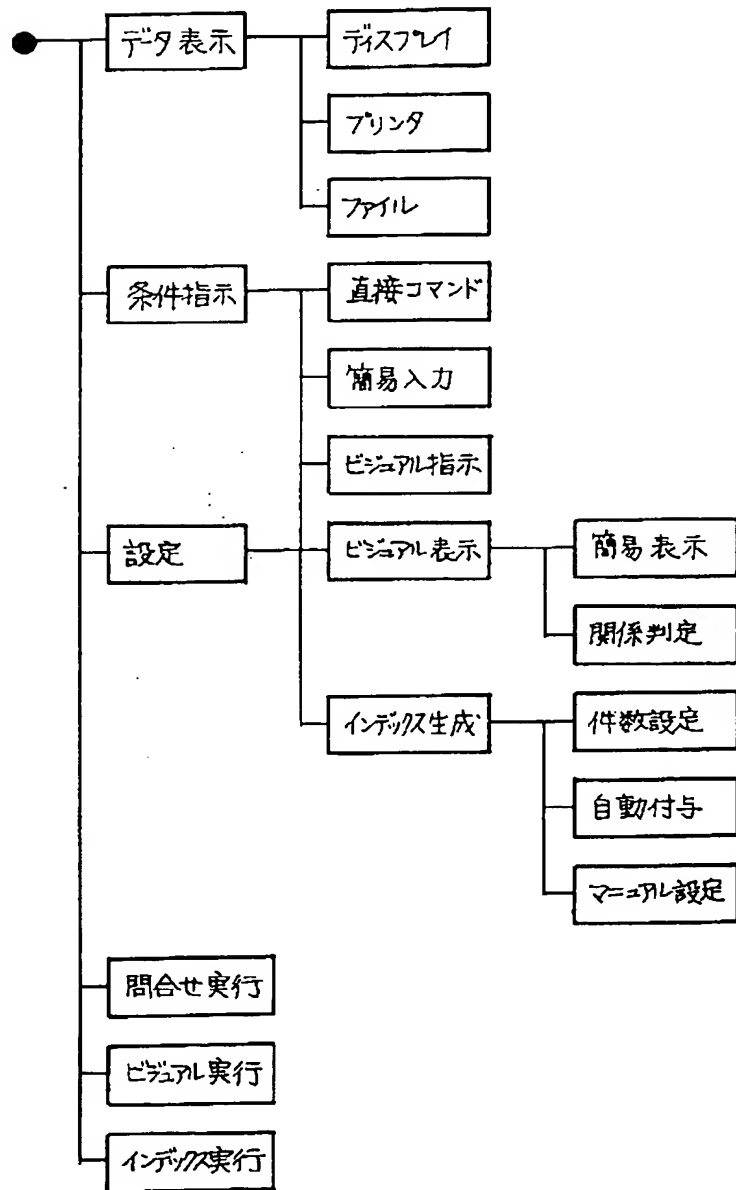 データ表示
ディスプレイ
プリンタ
ファイル
条件指示
直接コマンド
簡易入力
ビジュアル指示
設定
ビジュアル表示
簡易表示
関係判定
インデックス生成
件数設定
自動付与
マニュアル設定
問合せ実行
ビジュアル実行
インデックス実行